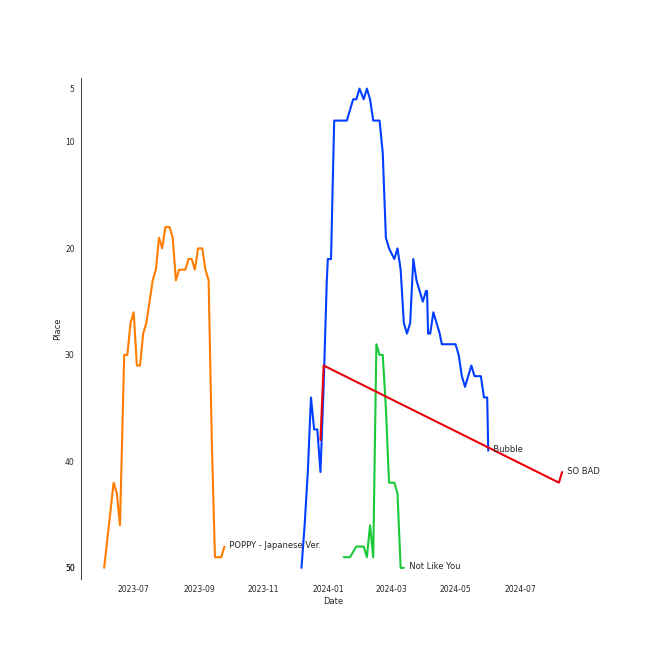 5
10
20
30
40
50
Place
Bubble
SO BAD
POPPY - Japanese Ver.
Not Like You
2023-07 2023-09 2023-11 2024-01 2024-03 2024-05 2024-07
Date